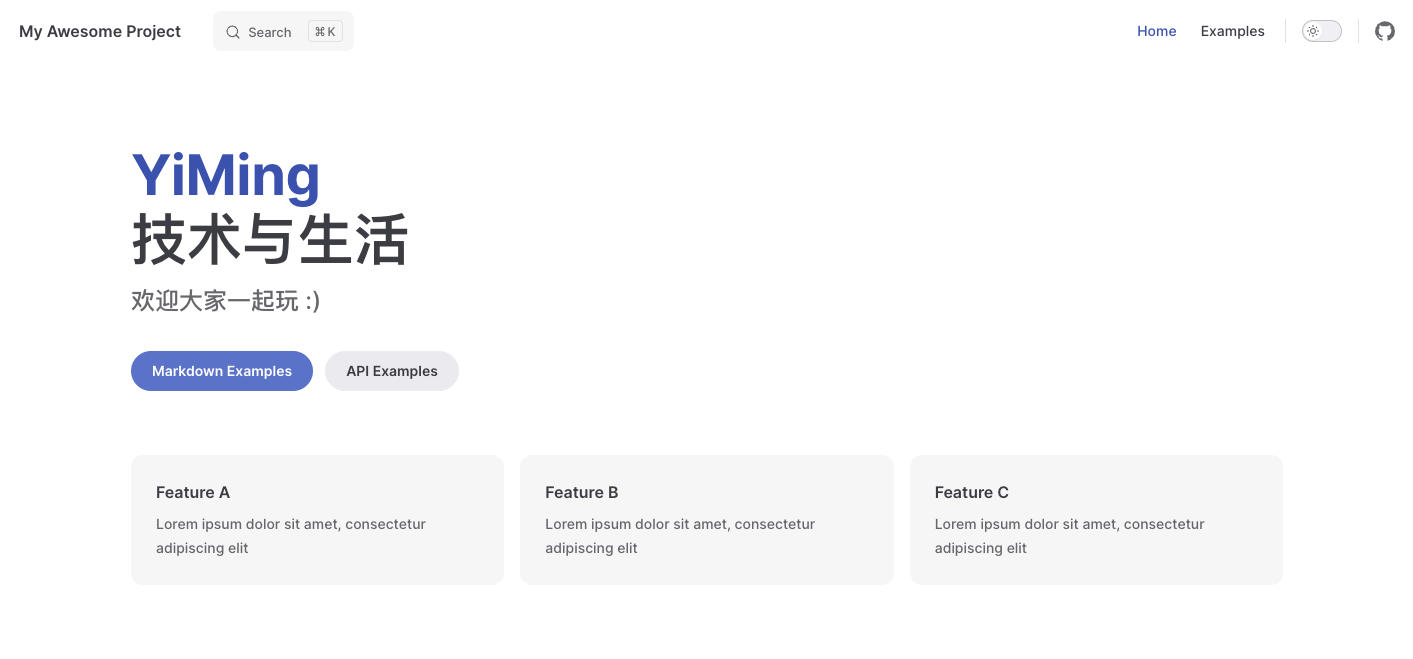 My Awesome Project
Search ⌘ K
Home
Examples
YiMing
技术与生活
欢迎大家一起玩 :)
Markdown Examples
API Examples
Feature A
Lorem ipsum dolor sit amet, consectetur
adipiscing elit
Feature B
Lorem ipsum dolor sit amet, consectetur
adipiscing elit
Feature C
Lorem ipsum dolor sit amet, consectetur
adipiscing elit